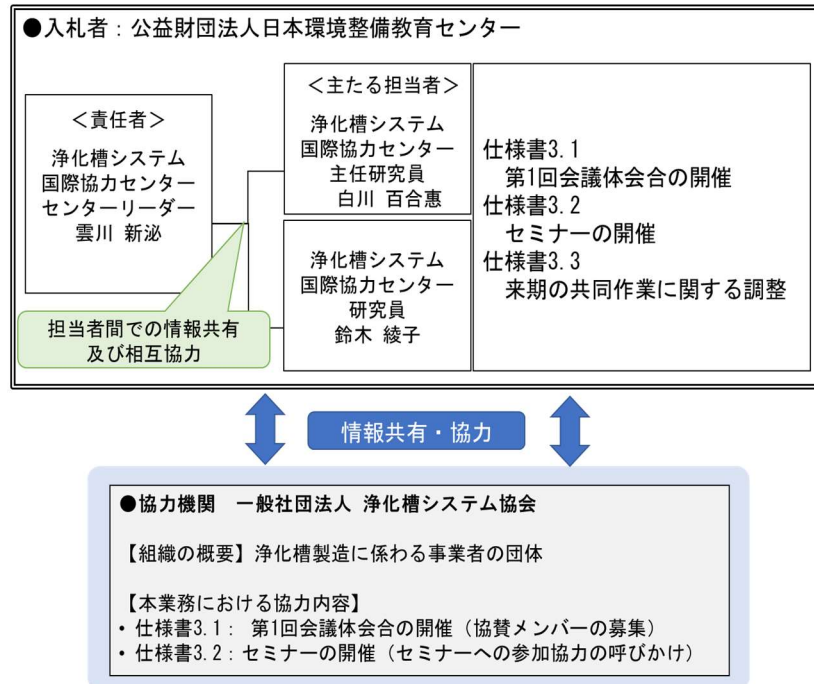 ●入札者：公益財団法人日本環境整備教育センター
＜責任者＞
浄化槽システム
国際協力センター
センターリーダー
雲川 新泌
＜主たる担当者＞
浄化槽システム
国際協力センター
主任研究員
白川 百合惠
浄化槽システム
国際協力センター
研究員
鈴木 綾子
仕様書3.1
第1回会議体会合の開催
仕様書3.2
セミナーの開催
仕様書3.3
来期の共同作業に関する調整
担当者間での情報共有
及び相互協力
情報共有・協力
●協力機関　一般社団法人 浄化槽システム協会
【組織の概要】浄化槽製造に係わる事業者の団体
【本業務における協力内容】
・仕様書3.1： 第1回会議体会合の開催（協賛メンバーの募集）
・仕様書3.2：セミナーの開催（セミナーへの参加協力の呼びかけ）